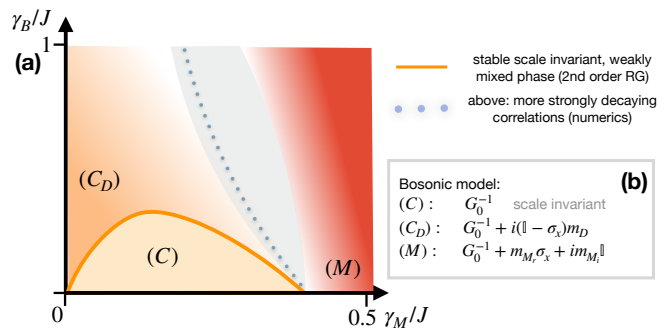 γ_B/J
1
(a)
stable scale invariant, weakly
mixed phase (2nd order RG)
above: more strongly decaying
correlations (numerics)
(C_D)
(C)
(M)
(b)
Bosonic model:
(C) : G_0^{-1} scale invariant
(C_D) : G_0^{-1} + i(𝟙 − σ_x)m_D
(M) : G_0^{-1} + m_{M_r}σ_x + im_{M_i}𝟙
0
0.5
γ_M/J